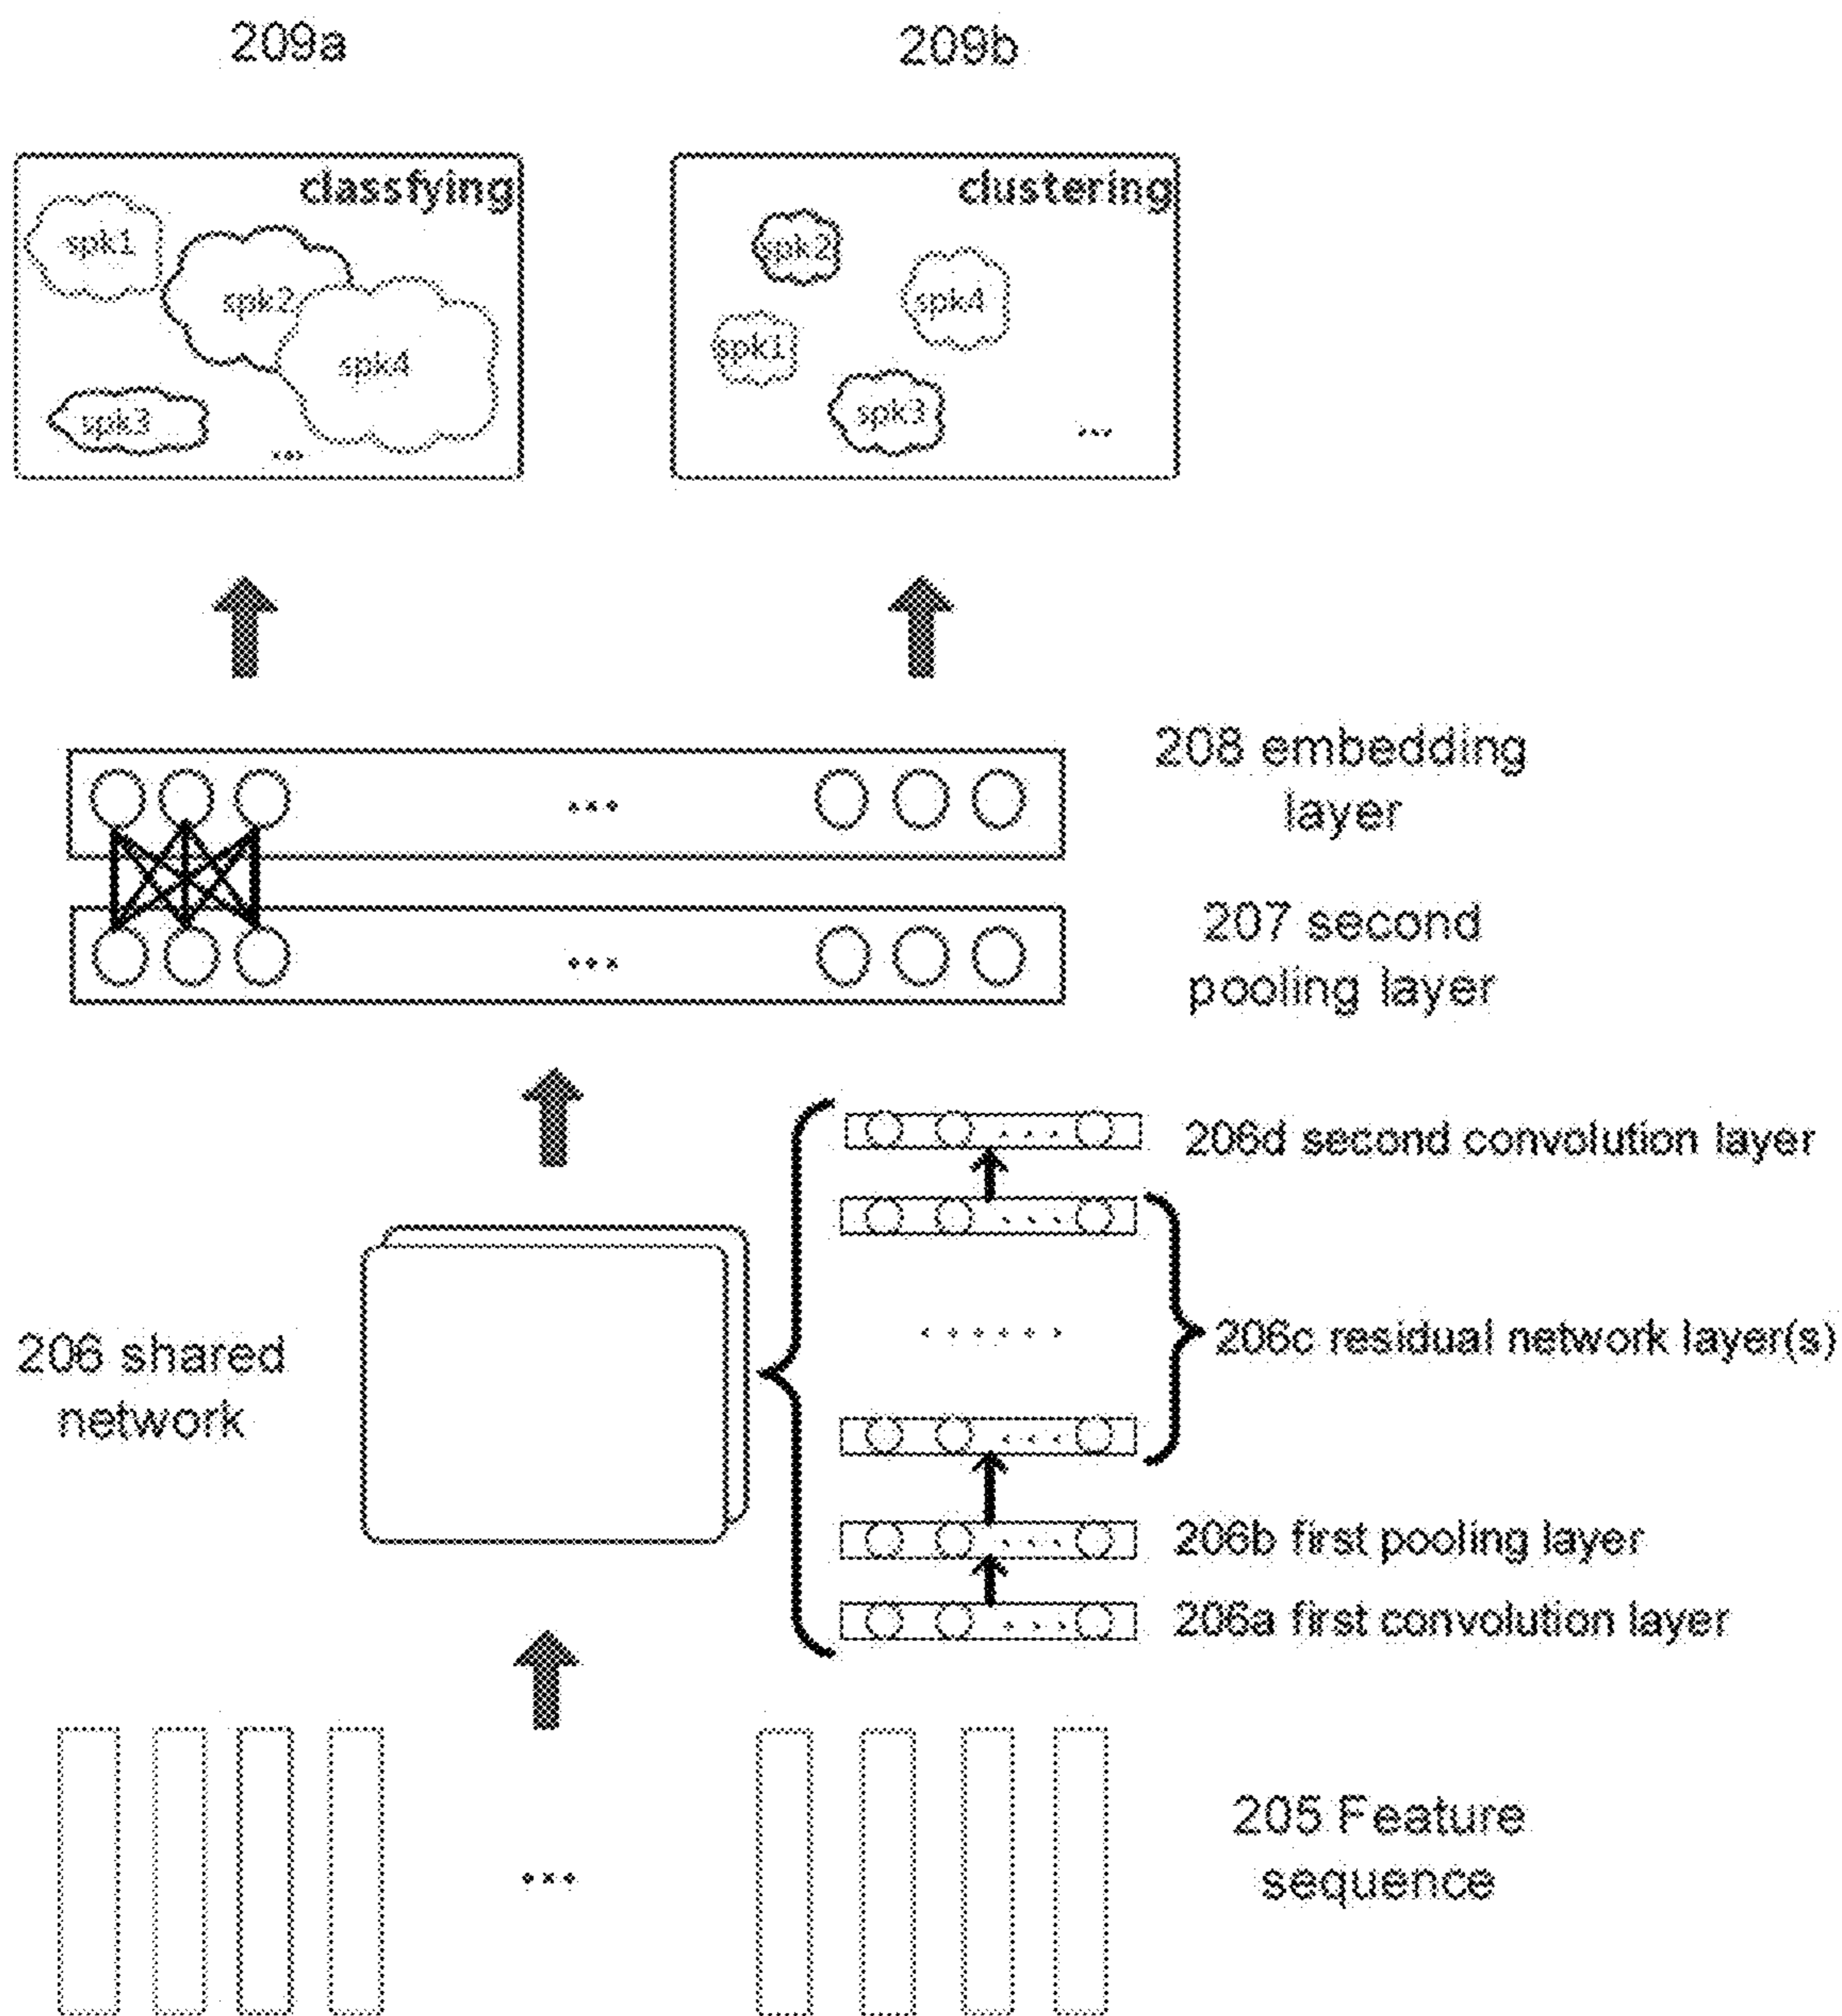 209a
209b
classfying
spk1
spk2
spk4
spk3
...
clustering
spk2
spk4
spk1
spk3
...
208 embedding
layer
...
207 second
pooling layer
...
206d second convolution layer
206c residual network layer(s)
206 shared
network
206b first pooling layer
206a first convolution layer
205 Feature
sequence
...